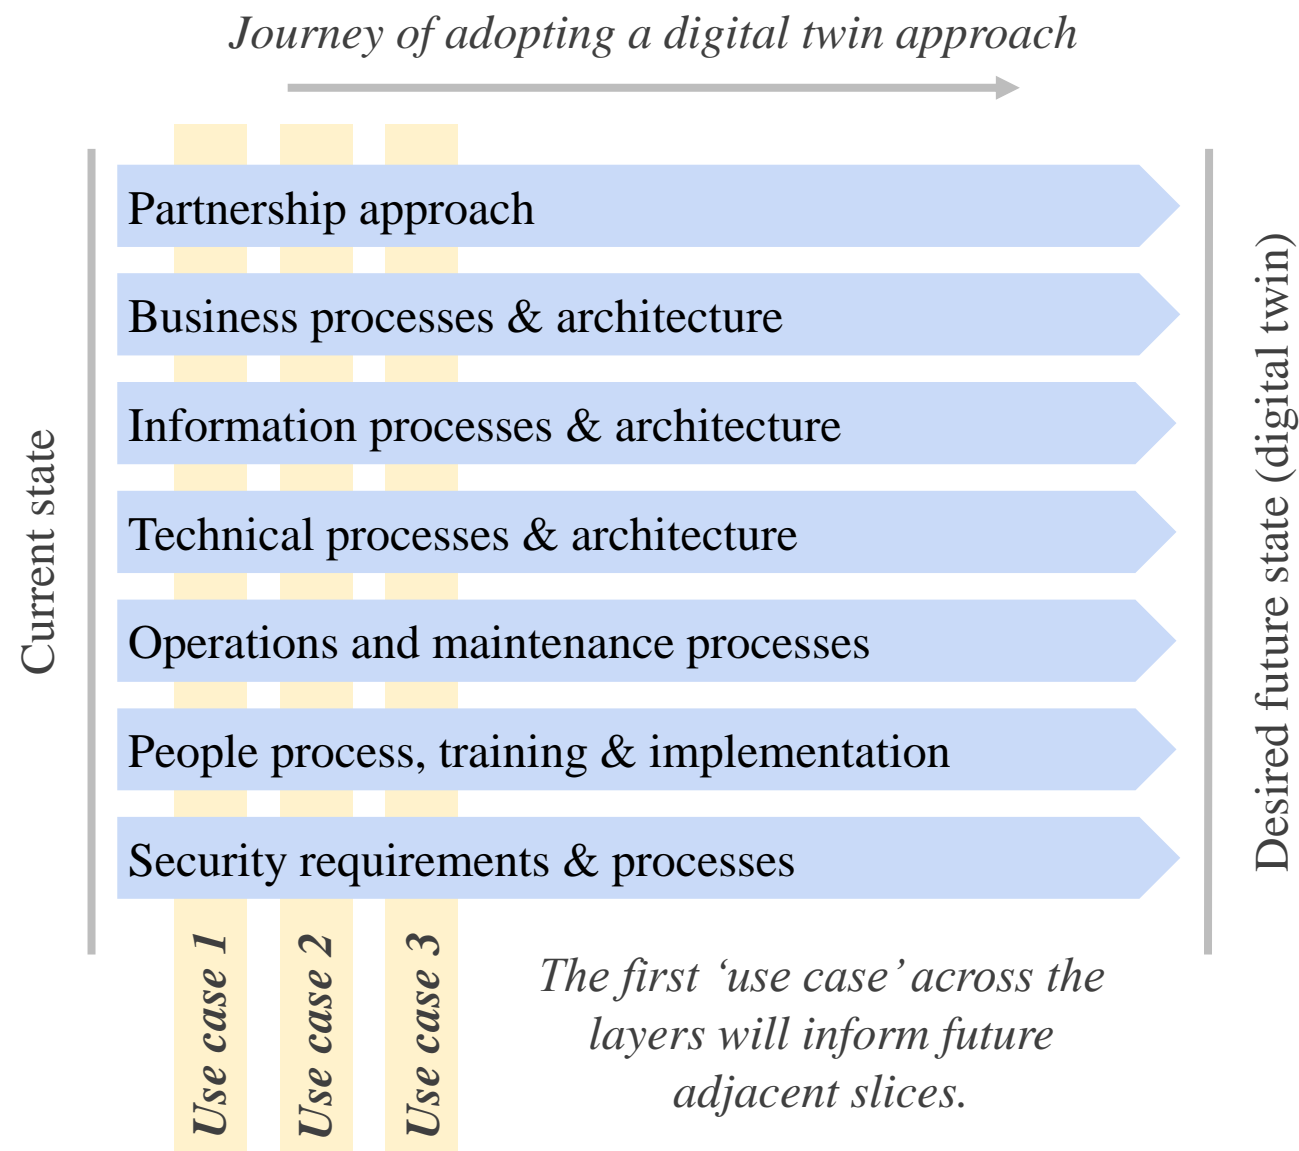 Journey of adopting a digital twin approach
Current state
Partnership approach
Business processes & architecture
Information processes & architecture
Technical processes & architecture
Operations and maintenance processes
People process, training & implementation
Security requirements & processes
Desired future state (digital twin)
Use case 1
Use case 2
Use case 3
The first ‘use case’ across the
layers will inform future
adjacent slices.